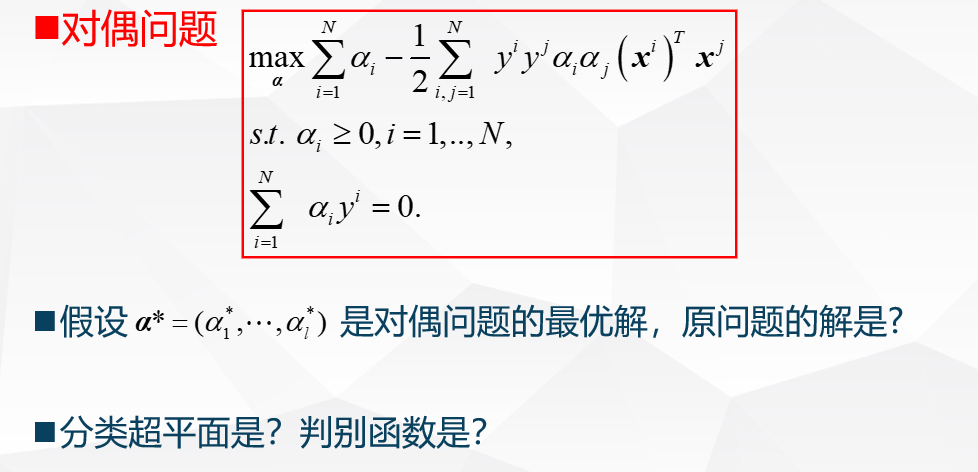 ■对偶问题
$\max_{\boldsymbol{\alpha}} \sum_{i=1}^{N} \alpha_i - \frac{1}{2} \sum_{i,j=1}^{N} y^i y^j \alpha_i \alpha_j (\boldsymbol{x}^i)^T \boldsymbol{x}^j$
$s.t. \ \alpha_i \geq 0, i = 1,.., N,$
$\sum_{i=1}^{N} \alpha_i y^i = 0.$
■假设 $\boldsymbol{\alpha}* = (\alpha_1^*, \cdots, \alpha_l^*)$ 是对偶问题的最优解，原问题的解是?
■分类超平面是？判别函数是?